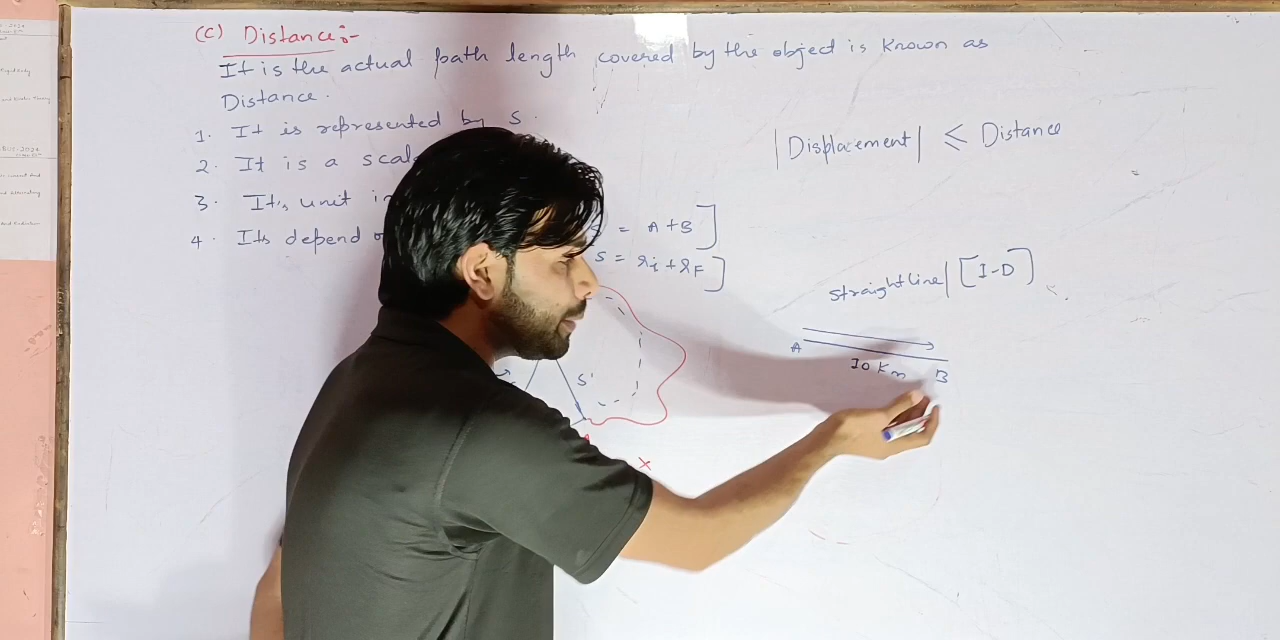 (C) Distance:-
It is the actual path length covered by the object is known as
Distance.
1. It is represented by S.
2. It is a scal
3. It's unit in
4. Its depend
S = A+B]
S = ri + rF]
S'
X
|Displacement| ≤ Distance
straight line/[1-D]
A
10 Km
B